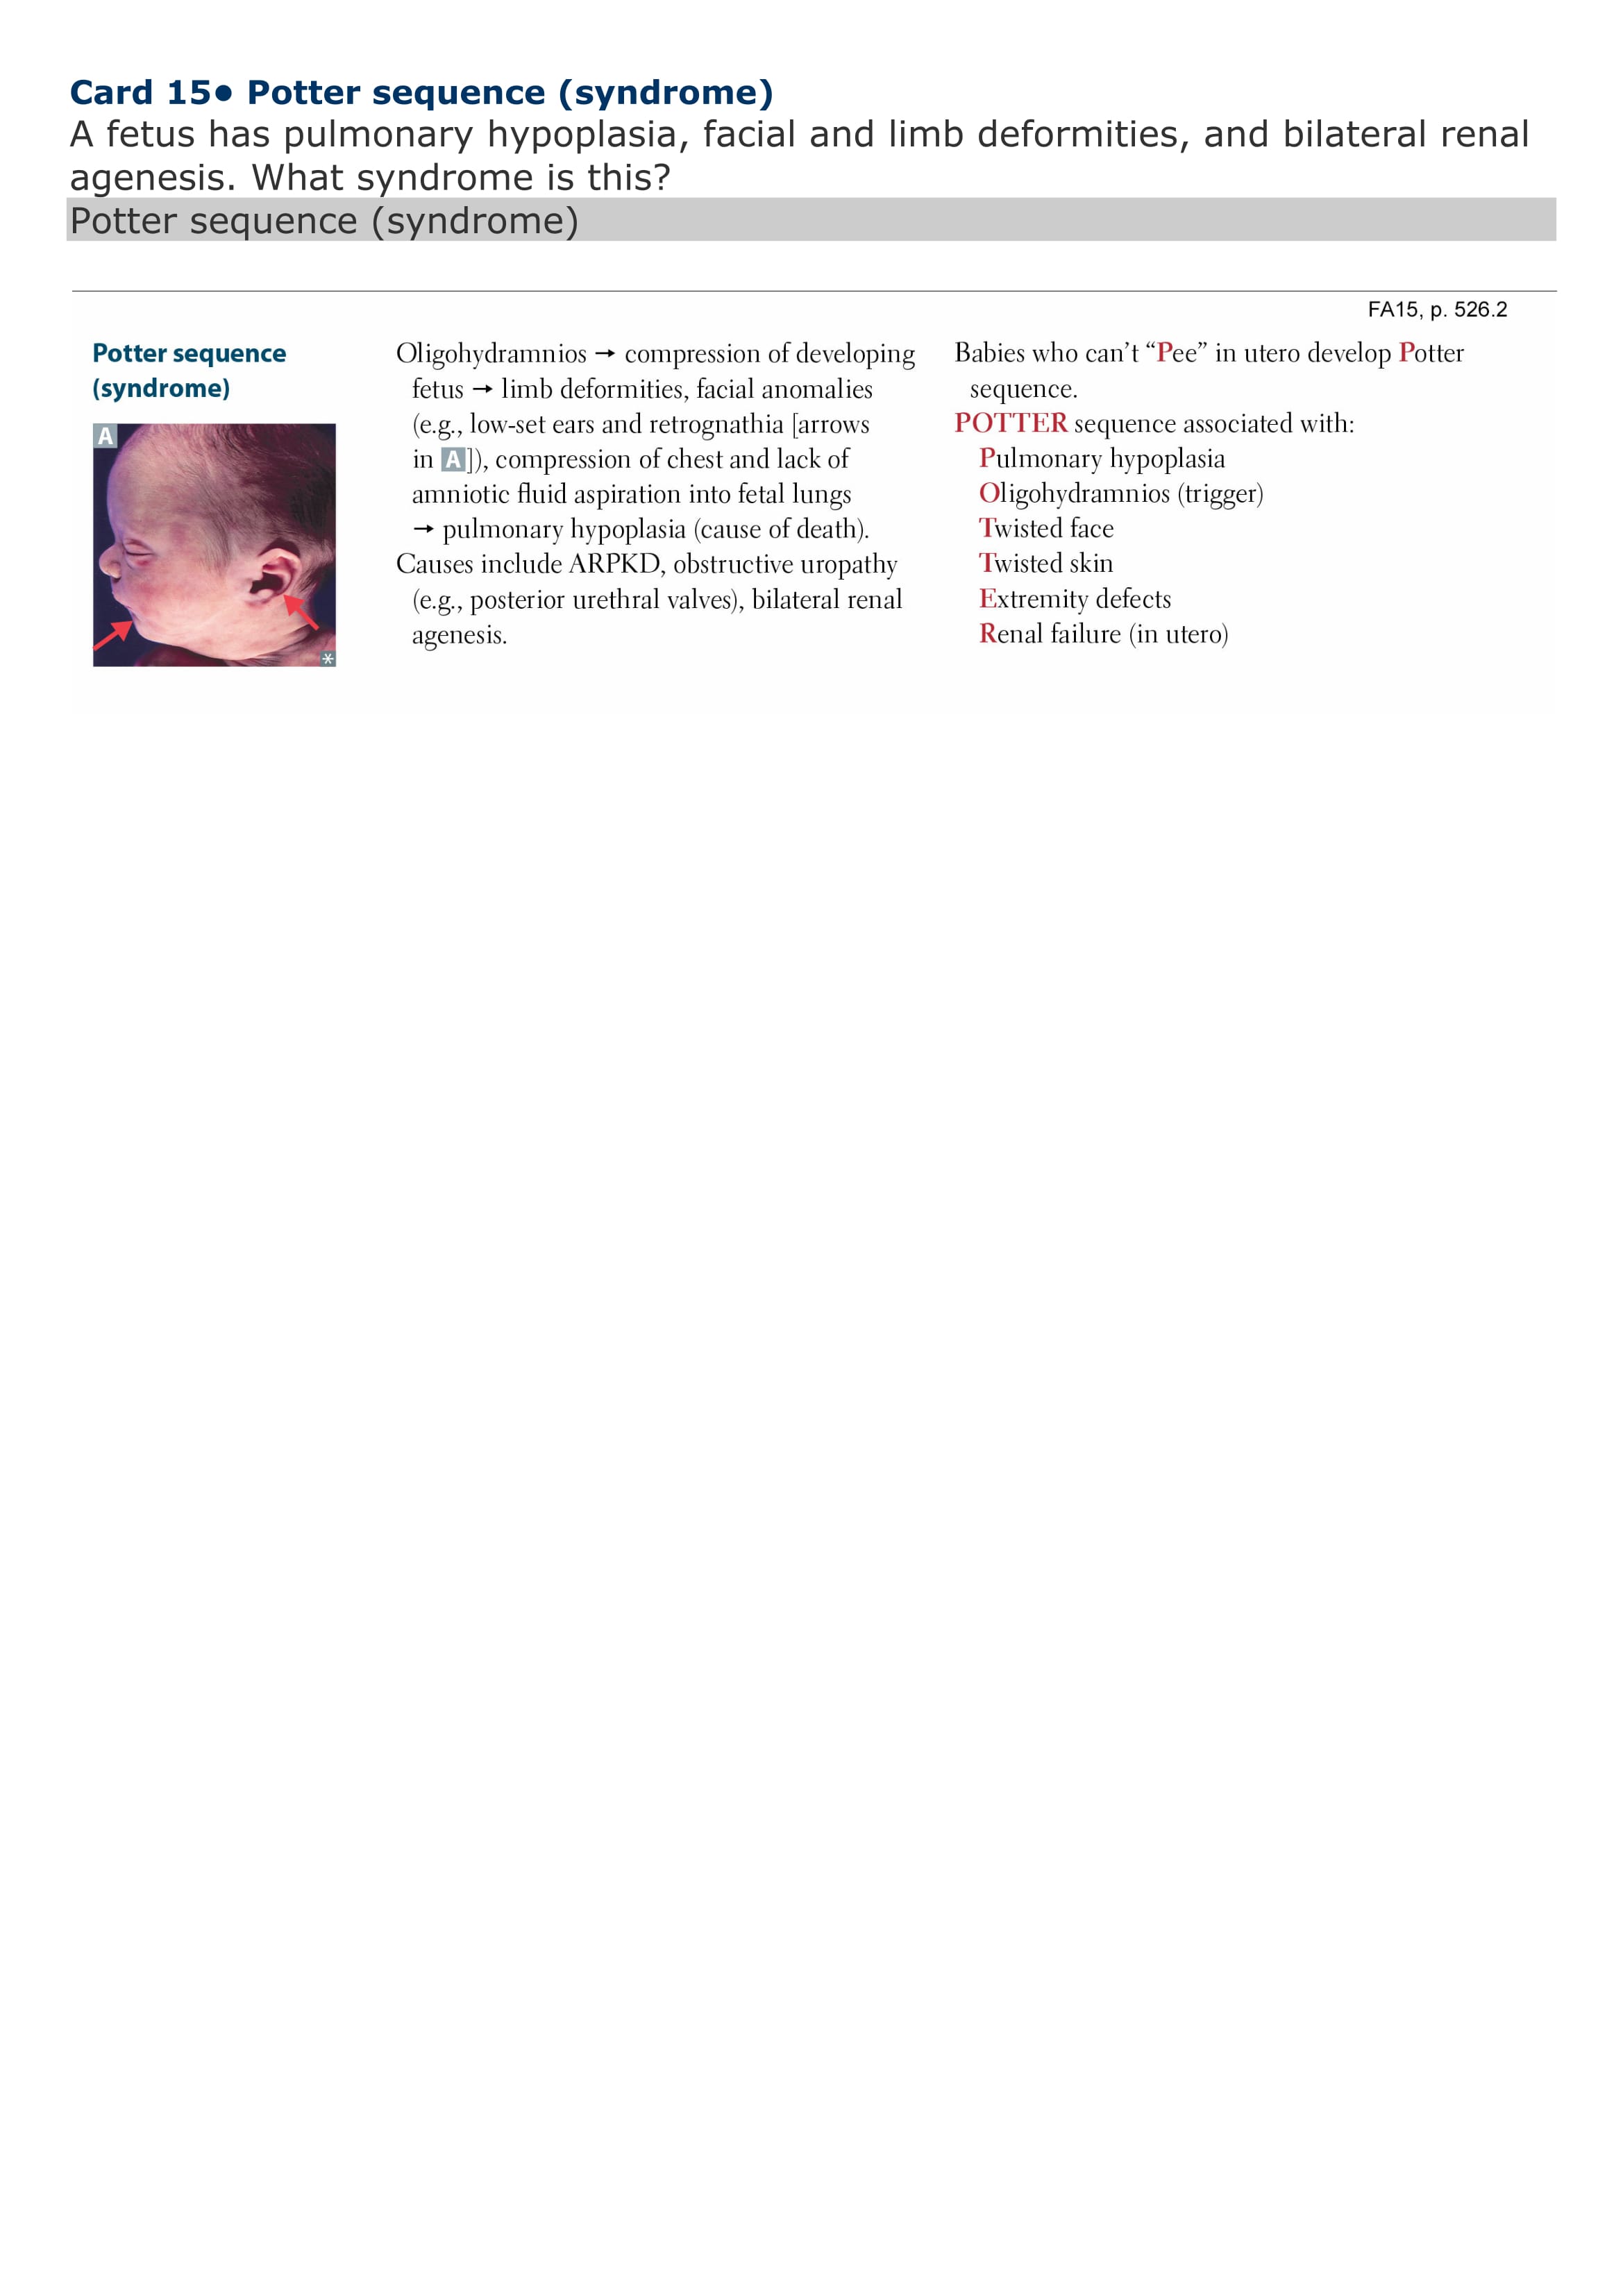 Card 15● Potter sequence (syndrome)
A fetus has pulmonary hypoplasia, facial and limb deformities, and bilateral renal
agenesis. What syndrome is this?
Potter sequence (syndrome)
FA15, p. 526.2
Potter sequence
(syndrome)
A
*
Oligohydramnios → compression of developing
fetus → limb deformities, facial anomalies
(e.g., low-set ears and retrognathia [arrows
in A]), compression of chest and lack of
amniotic fluid aspiration into fetal lungs
→ pulmonary hypoplasia (cause of death).
Causes include ARPKD, obstructive uropathy
(e.g., posterior urethral valves), bilateral renal
agenesis.
Babies who can’t “Pee” in utero develop Potter
sequence.
POTTER sequence associated with:
Pulmonary hypoplasia
Oligohydramnios (trigger)
Twisted face
Twisted skin
Extremity defects
Renal failure (in utero)